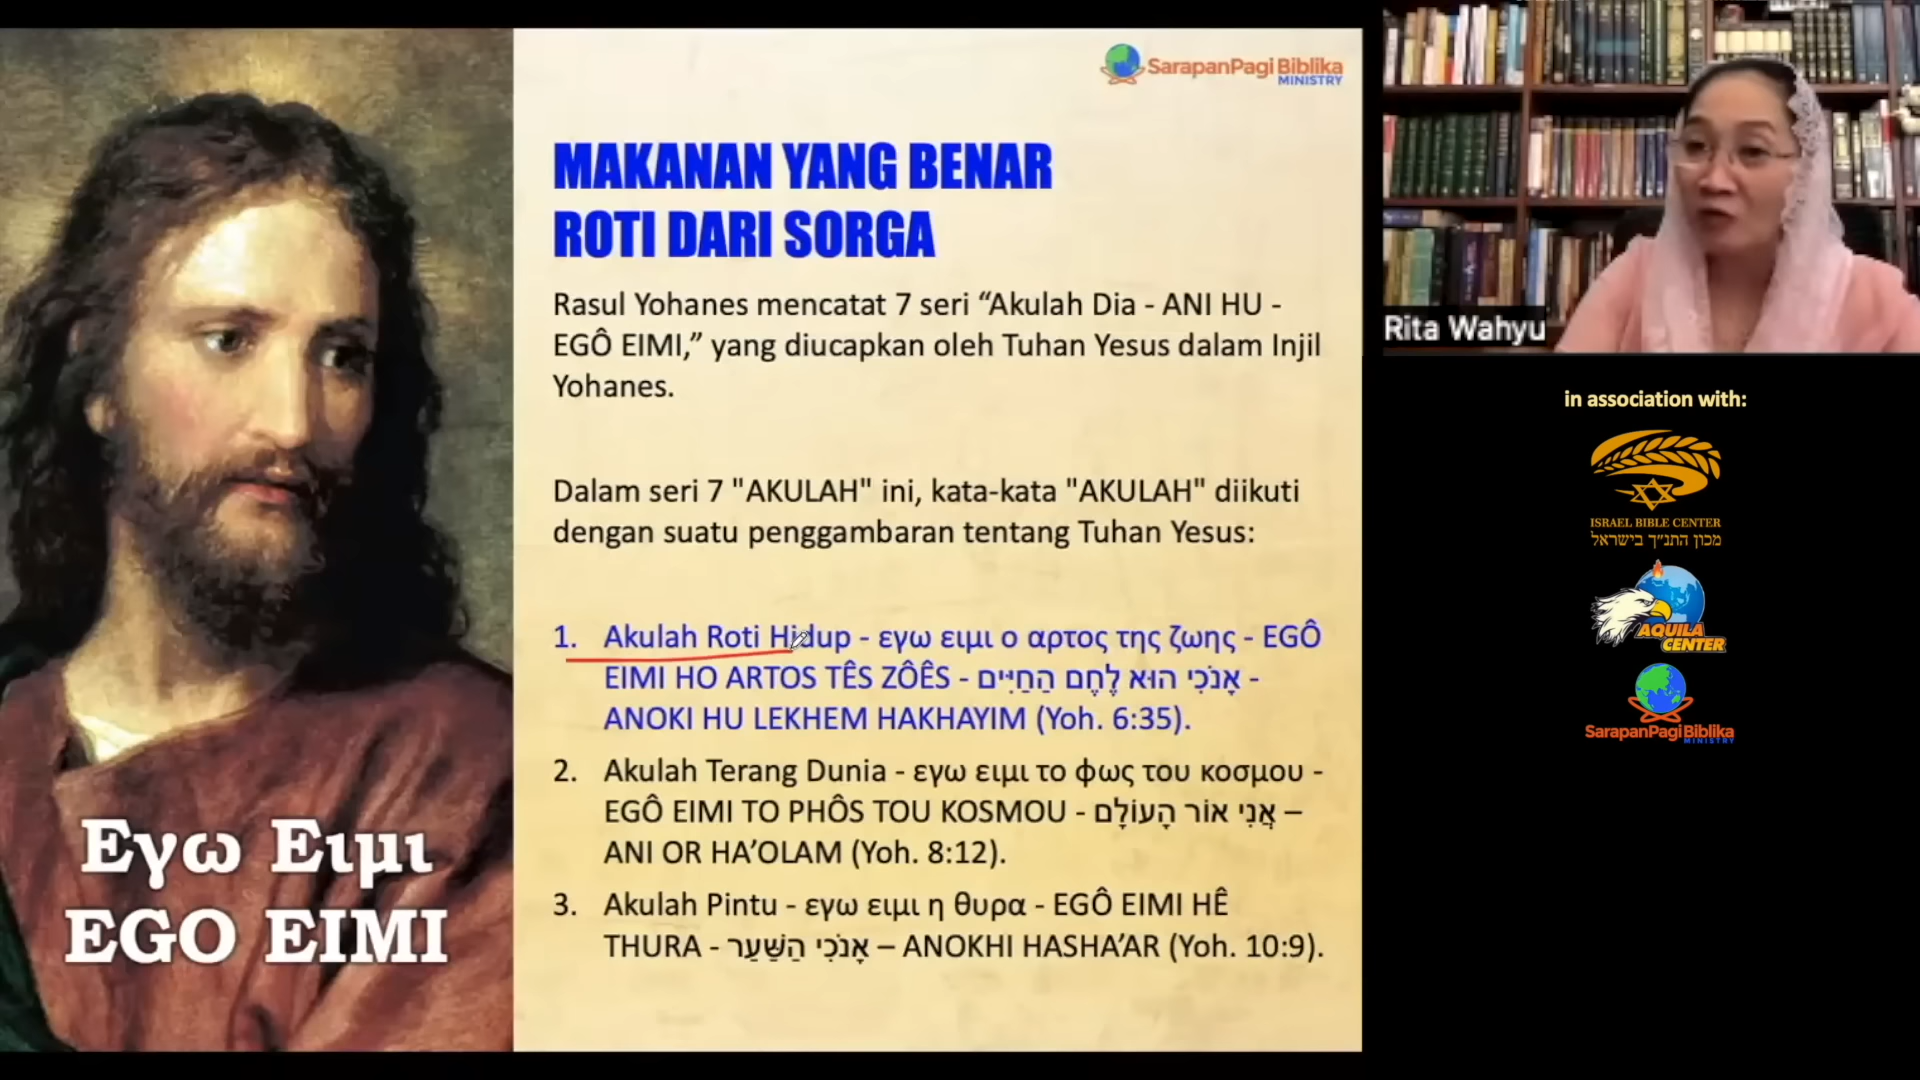 SarapanPagi Biblika
MINISTRY
MAKANAN YANG BENAR
ROTI DARI SORGA
Rasul Yohanes mencatat 7 seri “Akulah Dia - ANI HU -
EGÔ EIMI,” yang diucapkan oleh Tuhan Yesus dalam Injil
Yohanes.
Dalam seri 7 "AKULAH" ini, kata-kata "AKULAH" diikuti
dengan suatu penggambaran tentang Tuhan Yesus:
1. Akulah Roti Hidup - εγω ειμι ο αρτος της ζωης - EGÔ
EIMI HO ARTOS TÊS ZÔÊS - אָנֹכִי הוּא לֶחֶם הַחַיִּים -
ANOKI HU LEKHEM HAKHAYIM (Yoh. 6:35).
2. Akulah Terang Dunia - εγω ειμι το φως του κοσμου -
EGÔ EIMI TO PHÔS TOU KOSMOU - אֲנִי אוֹר הָעוֹלָם –
ANI OR HA’OLAM (Yoh. 8:12).
3. Akulah Pintu - εγω ειμι η θυρα - EGÔ EIMI HÊ
THURA - אָנֹכִי הַשַּׁעַר – ANOKHI HASHA’AR (Yoh. 10:9).
Εγω Ειμι
EGO EIMI
Rita Wahyu
in association with:
ISRAEL BIBLE CENTER
מכון התנ״ך בישראל
AQUILA
CENTER
SarapanPagi Biblika
MINISTRY